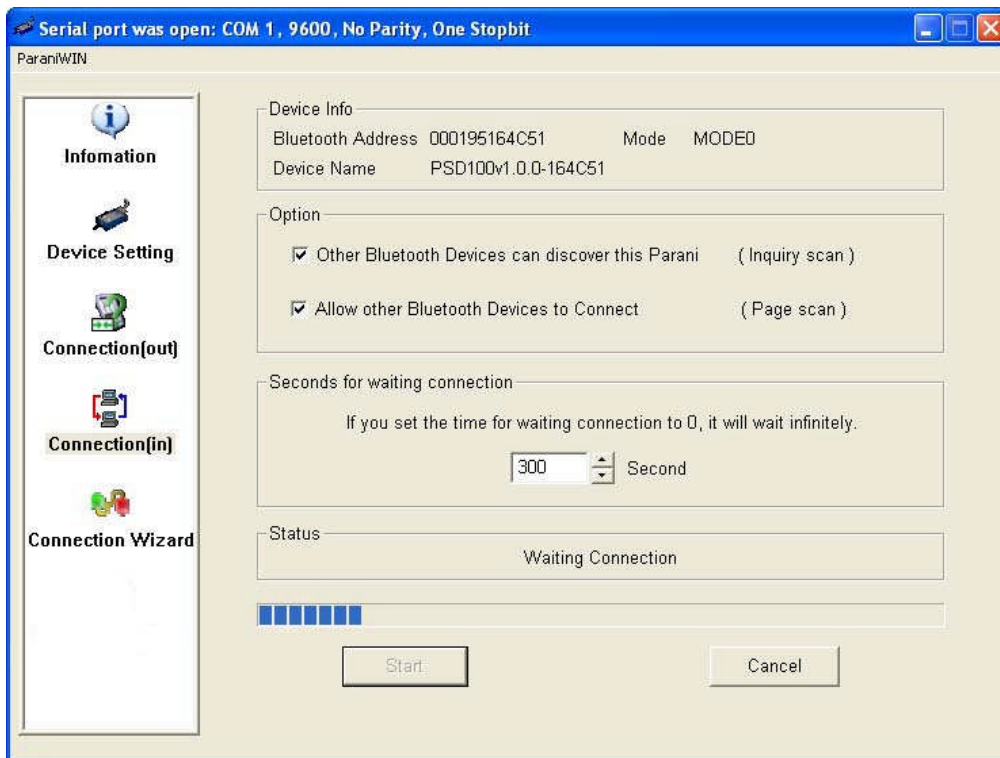 Serial port was open: COM 1, 9600, No Parity, One Stopbit
ParaniWIN
Infomation
Device Setting
Connection(out)
Connection(in)
Connection Wizard
Device Info
Bluetooth Address 000195164C51 Mode MODE0
Device Name PSD100v1.0.0-164C51
Option
Other Bluetooth Devices can discover this Parani ( Inquiry scan )
Allow other Bluetooth Devices to Connect ( Page scan )
Seconds for waiting connection
If you set the time for waiting connection to 0, it will wait infinitely.
300 Second
Status
Waiting Connection
Start
Cancel